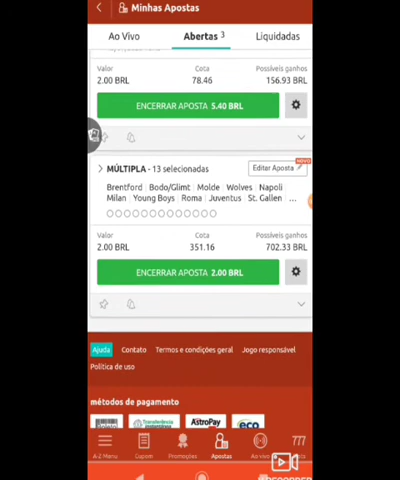 Minhas Apostas
Ao Vivo Abertas 3 Liquidadas
Valor Cota Possíveis ganhos
2.00 BRL 78.46 156.93 BRL
ENCERRAR APOSTA 5.40 BRL
NOVO
MÚLTIPLA - 13 selecionadas Editar Aposta
Brentford Bodo/Glimt Molde Wolves Napoli
Milan Young Boys Roma Juventus St. Gallen ...
Valor Cota Possíveis ganhos
2.00 BRL 351.16 702.33 BRL
ENCERRAR APOSTA 2.00 BRL
Ajuda Contato Termos e condições geral Jogo responsável
Política de uso
métodos de pagamento
Transferência AstroPay eco
777
A-Z Menu Cupom Promoções Apostas Ao vivo